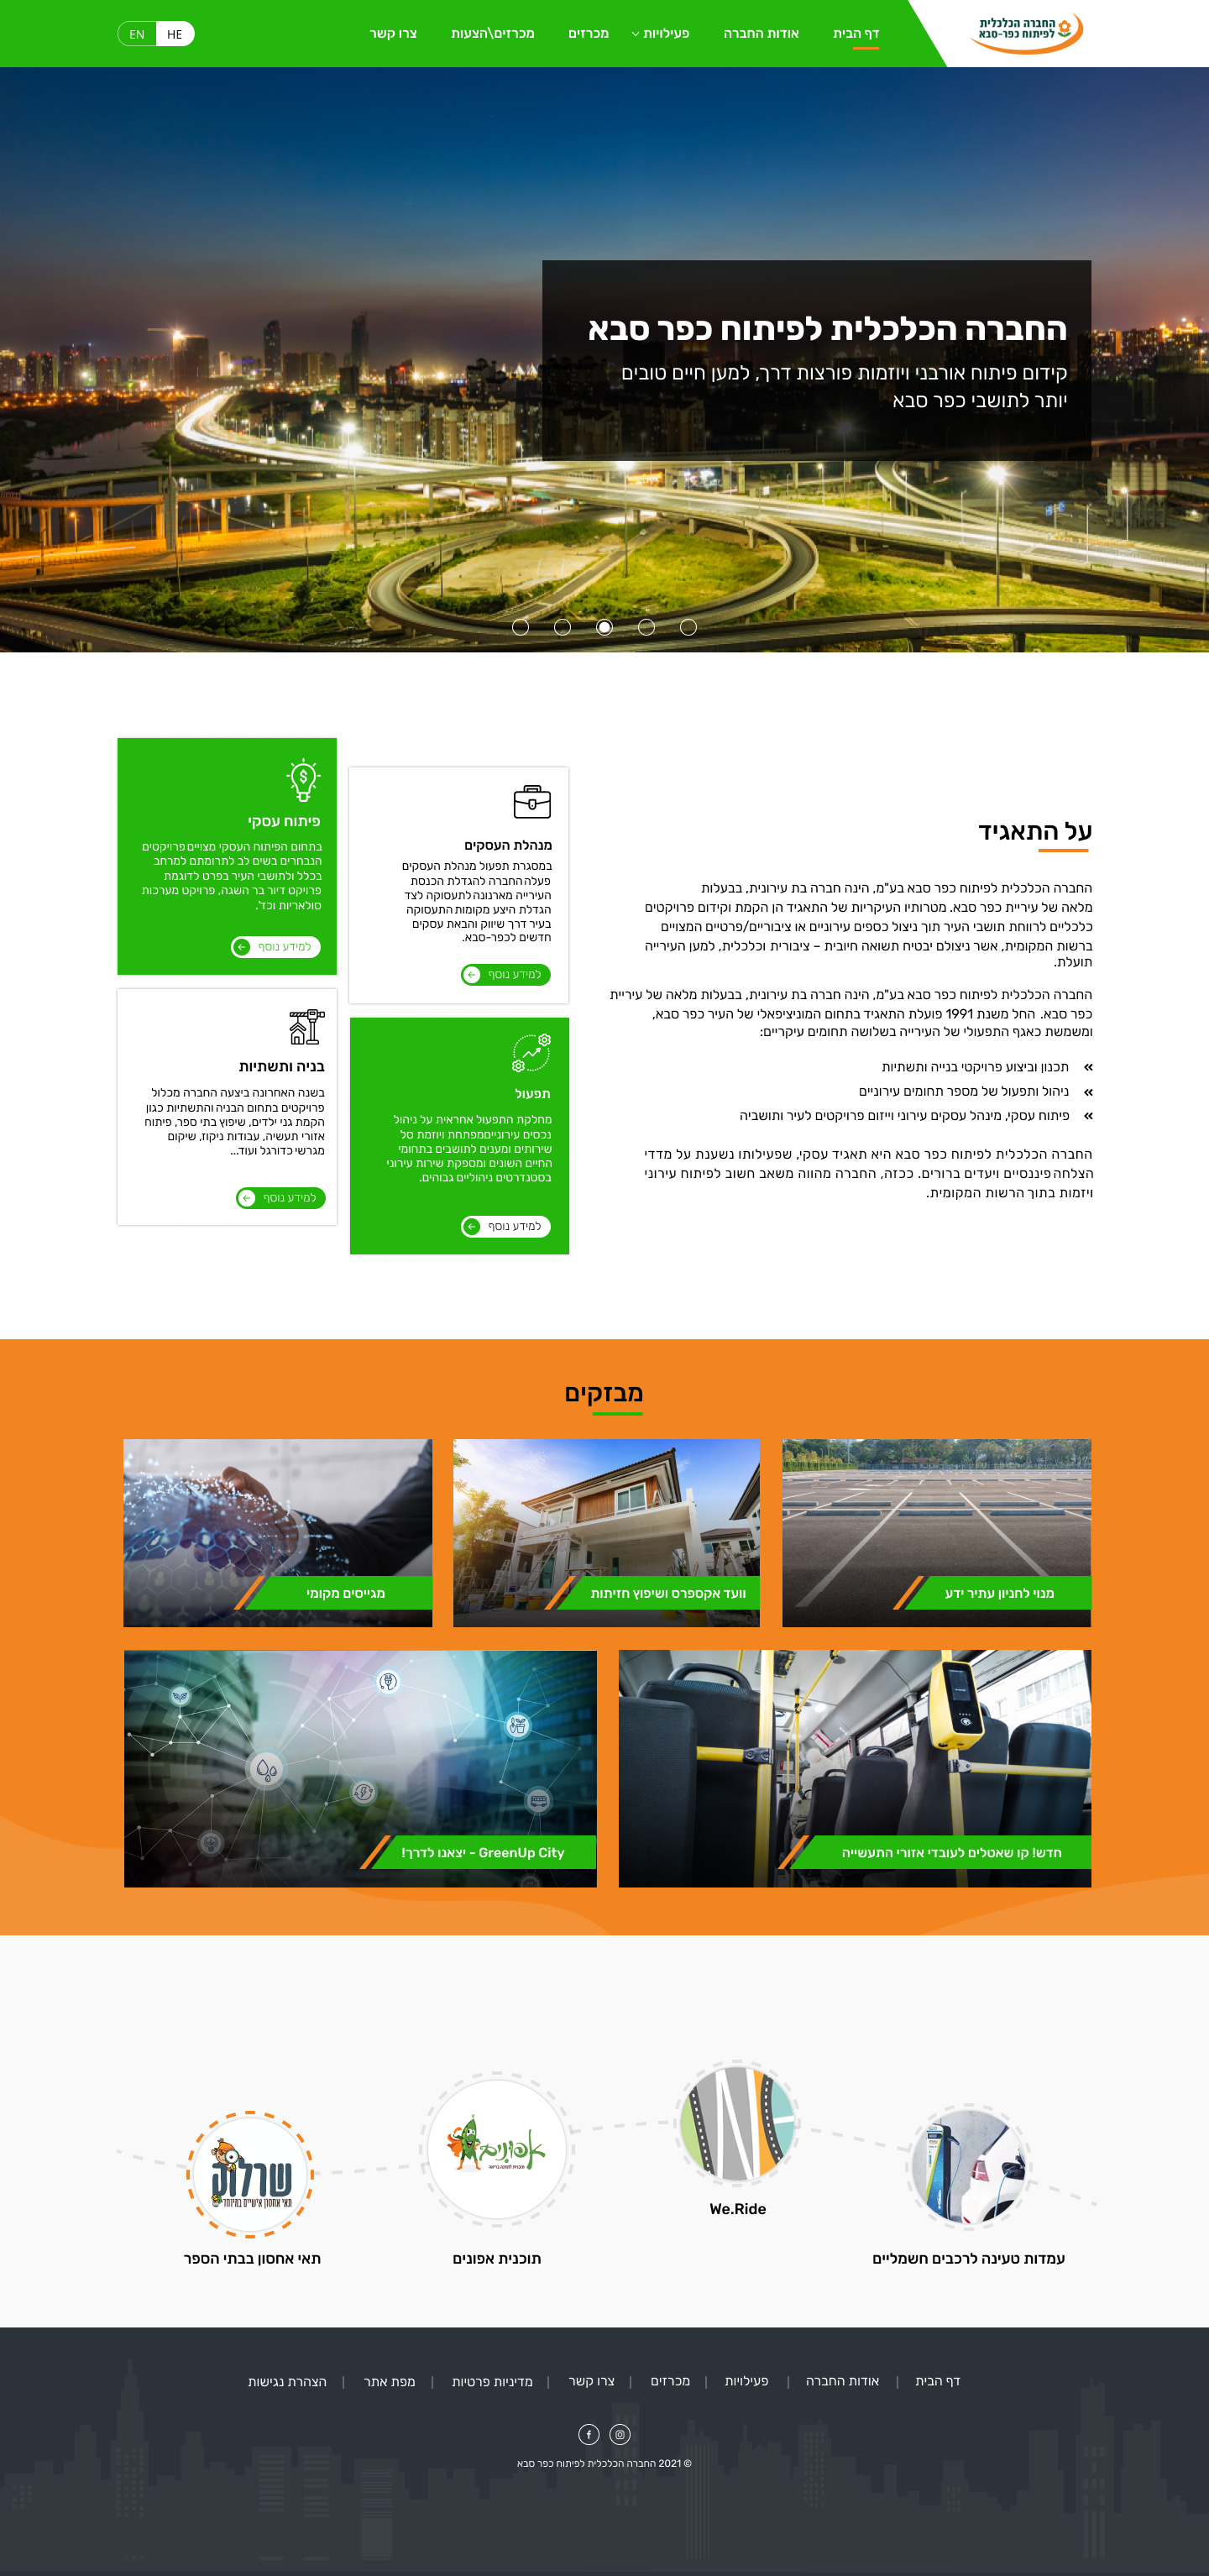 החברה הכלכלית
לפיתוח כפר-סבא
דף הבית
אודות החברה
פעילויות
מכרזים
מכרזים\הצעות
צרו קשר
HE
EN
החברה הכלכלית לפיתוח כפר סבא
קידום פיתוח אורבני ויוזמות פורצות דרך, למען חיים טובים
יותר לתושבי כפר סבא
על התאגיד
החברה הכלכלית לפיתוח כפר סבא בע"מ, הינה חברה בת עירונית, בבעלות
מלאה של עיריית כפר סבא. מטרותיו העיקריות של התאגיד הן הקמת וקידום פרויקטים
כלכליים לרווחת תושבי העיר תוך ניצול כספים עירוניים או ציבוריים/פרטיים המצויים
ברשות המקומית, אשר ניצולם יבטיח תשואה חיובית – ציבורית וכלכלית, למען העירייה
תועלת.
החברה הכלכלית לפיתוח כפר סבא בע"מ, הינה חברה בת עירונית, בבעלות מלאה של עיריית
כפר סבא. החל משנת 1991 פועלת התאגיד בתחום המוניציפאלי של העיר כפר סבא,
ומשמשת כאגף התפעולי של העירייה בשלושה תחומים עיקריים:
» תכנון וביצוע פרויקטי בנייה ותשתיות
» ניהול ותפעול של מספר תחומים עירוניים
» פיתוח עסקי, מינהל עסקים עירוני וייזום פרויקטים לעיר ותושביה
החברה הכלכלית לפיתוח כפר סבא היא תאגיד עסקי, שפעילותו נשענת על מדדי
הצלחה פיננסיים ויעדים ברורים. ככזה, החברה מהווה משאב חשוב לפיתוח עירוני
ויזמות בתוך הרשות המקומית.
מנהלת העסקים
במסגרת תפעול מנהלת העסקים
פעלה החברה להגדלת הכנסת
העירייה מארנונה לתעסוקה לצד
הגדלת היצע מקומות התעסוקה
בעיר דרך שיווק והבאת עסקים
חדשים לכפר-סבא.
למידע נוסף
פיתוח עסקי
בתחום הפיתוח העסקי מצויים פרויקטים
הנבחרים בשים לב לתרומתם למרחב
בכלל ולתושבי העיר בפרט לדוגמת
פרויקט דיור בר השגה, פרויקט מערכות
סולאריות וכד'.
למידע נוסף
תפעול
מחלקת התפעול אחראית על ניהול
נכסים עירוניים מפתחת ויוזמת סל
שירותים ומענים לתושבים בתחומי
החיים השונים ומספקת שירות עירוני
בסטנדרטים ניהוליים גבוהים.
למידע נוסף
בניה ותשתיות
בשנה האחרונה ביצעה החברה מכלול
פרויקטים בתחום הבניה והתשתיות כגון
הקמת גני ילדים, שיפוץ בתי ספר, פיתוח
אזורי תעשיה, עבודות ניקוז, שיקום
מגרשי כדורגל ועוד...
למידע נוסף
מבזקים
מנוי לחניון עתיר ידע
וועד אקספרס ושיפוץ חזיתות
מגייסים מקומי
חדש! קו שאטלים לעובדי אזורי התעשייה
GreenUp City - יצאנו לדרך!
עמדות טעינה לרכבים חשמליים
We.Ride
אפונים
תוכנית אפונים
שרלוק
תאי אחסון אישיים במיוחד
תאי אחסון בבתי הספר
דף הבית | אודות החברה | פעילויות | מכרזים | צרו קשר | מדיניות פרטיות | מפת אתר | הצהרת נגישות
© 2021 החברה הכלכלית לפיתוח כפר סבא